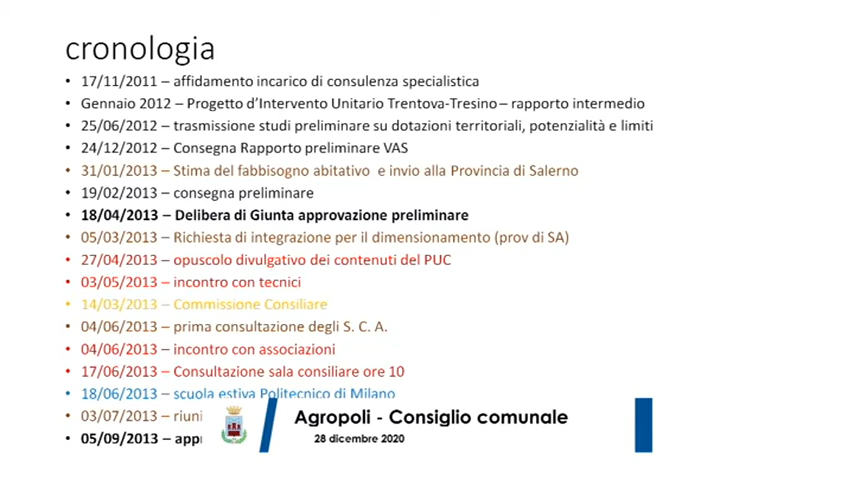 cronologia
• 17/11/2011 – affidamento incarico di consulenza specialistica
• Gennaio 2012 – Progetto d'Intervento Unitario Trentova-Tresino – rapporto intermedio
• 25/06/2012 – trasmissione studi preliminare su dotazioni territoriali, potenzialità e limiti
• 24/12/2012 – Consegna Rapporto preliminare VAS
• 31/01/2013 – Stima del fabbisogno abitativo e invio alla Provincia di Salerno
• 19/02/2013 – consegna preliminare
• 18/04/2013 – Delibera di Giunta approvazione preliminare
• 05/03/2013 – Richiesta di integrazione per il dimensionamento (prov di SA)
• 27/04/2013 – opuscolo divulgativo dei contenuti del PUC
• 03/05/2013 – incontro con tecnici
• 14/03/2013 – Commissione Consiliare
• 04/06/2013 – prima consultazione degli S. C. A.
• 04/06/2013 – incontro con associazioni
• 17/06/2013 – Consultazione sala consiliare ore 10
• 18/06/2013 – scuola estiva Politecnico di Milano
• 03/07/2013 –
• 05/09/2013 –
Agropoli - Consiglio comunale
28 dicembre 2020